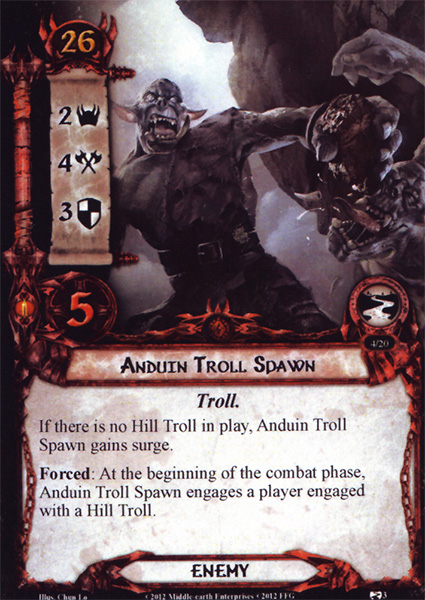 26
2
4
3
5
4/20
Anduin Troll Spawn
Troll.
If there is no Hill Troll in play, Anduin Troll
Spawn gains surge.
Forced: At the beginning of the combat phase,
Anduin Troll Spawn engages a player engaged
with a Hill Troll.
ENEMY
Illus. Chun Lo
©2012 Middle-earth Enterprises ©2012 FFG
3